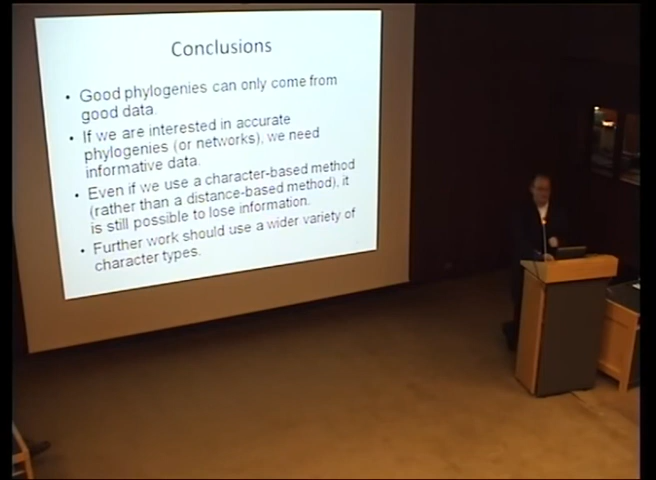 Conclusions
• Good phylogenies can only come from
good data.
• If we are interested in accurate
phylogenies (or networks), we need
informative data.
• Even if we use a character-based method
(rather than a distance-based method), it
is still possible to lose information.
• Further work should use a wider variety of
character types.